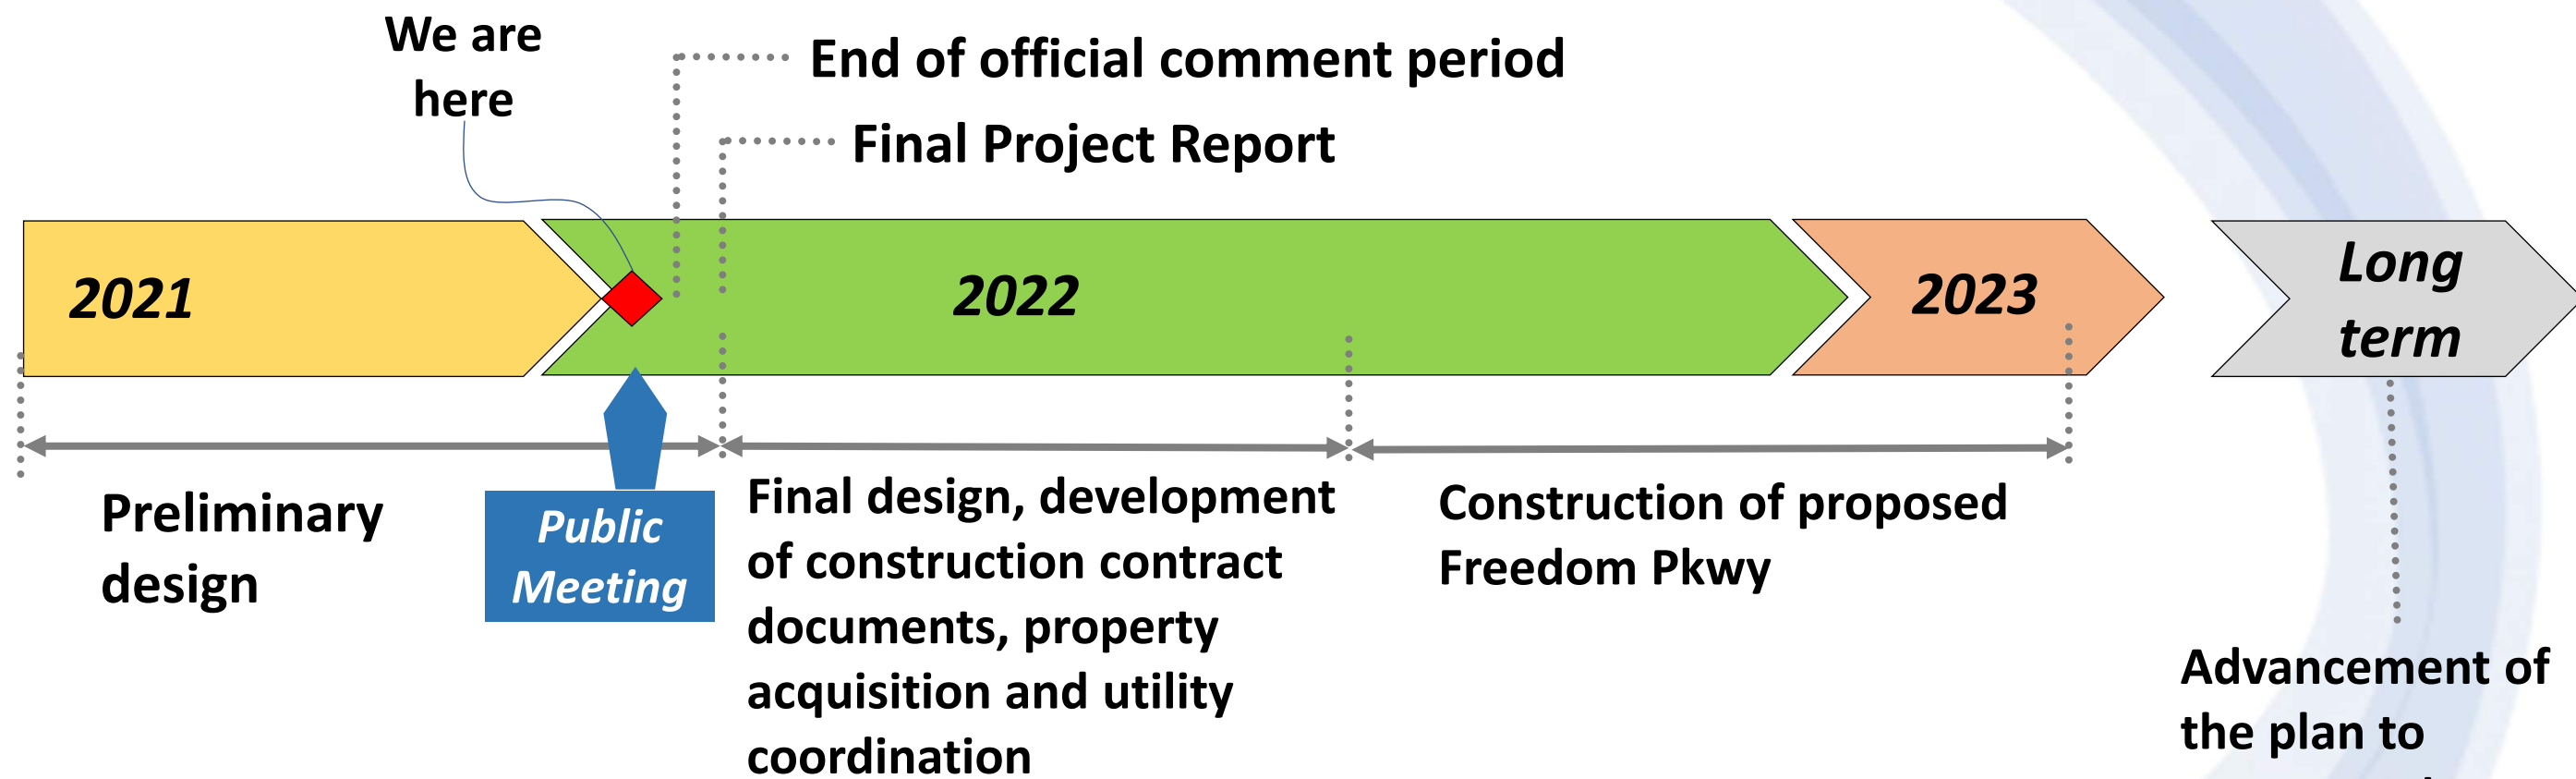 We are
here
End of official comment period
Final Project Report
2021
2022
2023
Long
term
Preliminary
design
Public
Meeting
Final design, development
of construction contract
documents, property
acquisition and utility
coordination
Construction of proposed
Freedom Pkwy
Advancement of
the plan to